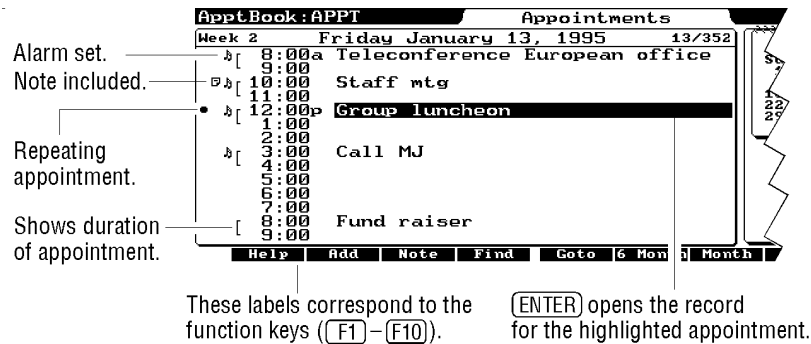 ApptBook:APPT Appointments
Week 2 Friday January 13, 1995 13/352
8:00a Teleconference European office
9:00
10:00 Staff mtg
11:00
12:00p Group luncheon
1:00
2:00
3:00 Call MJ
4:00
5:00
6:00
7:00
8:00 Fund raiser
9:00
Help Add Note Find Goto 6 Month Month
Alarm set.
Note included.
Repeating
appointment.
Shows duration
of appointment.
These labels correspond to the
function keys (F1–F10).
ENTER opens the record
for the highlighted appointment.